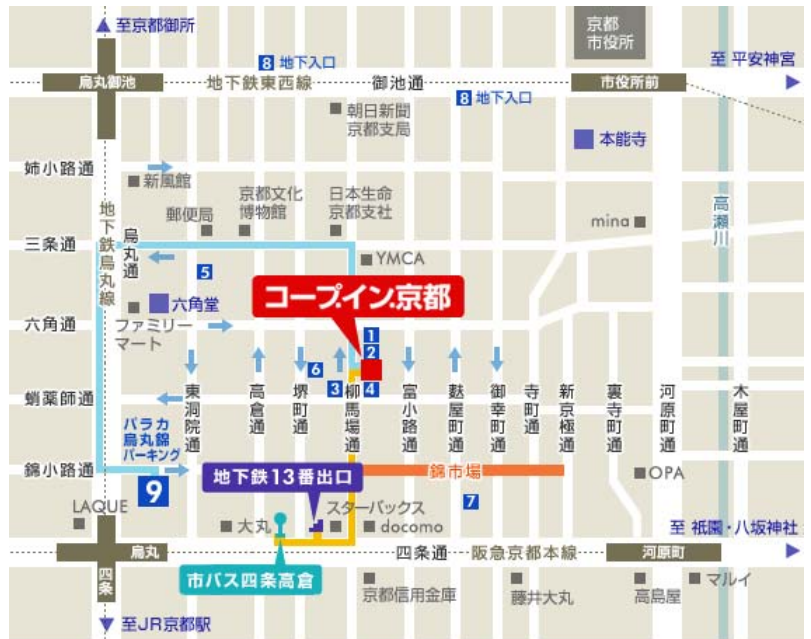 至京都御所
京都
市役所
8 地下入口
至 平安神宮
烏丸御池
地下鉄東西線
御池通
市役所前
8 地下入口
朝日新聞
京都支局
本能寺
姉小路通
新風館
京都文化
博物館
日本生命
京都支社
郵便局
高瀬川
地下鉄烏丸線
烏丸通
mina
三条通
YMCA
5
コープ.イン.京都
六角堂
六角通
ファミリー
マート
1
2
6
3
4
蛸薬師通
東洞院通
高倉通
堺町通
柳馬場通
富小路通
麩屋町通
御幸町通
寺町通
新京極通
裏寺町通
河原町通
木屋町通
パラカ
烏丸錦
パーキング
錦小路通
9
地下鉄13番出口
錦市場
OPA
7
LAQUE
大丸
スターバックス
docomo
至 祇園・八坂神社
烏丸
四条
市バス四条高倉
四条通
阪急京都本線
河原町
京都信用金庫
藤井大丸
高島屋
マルイ
至JR京都駅